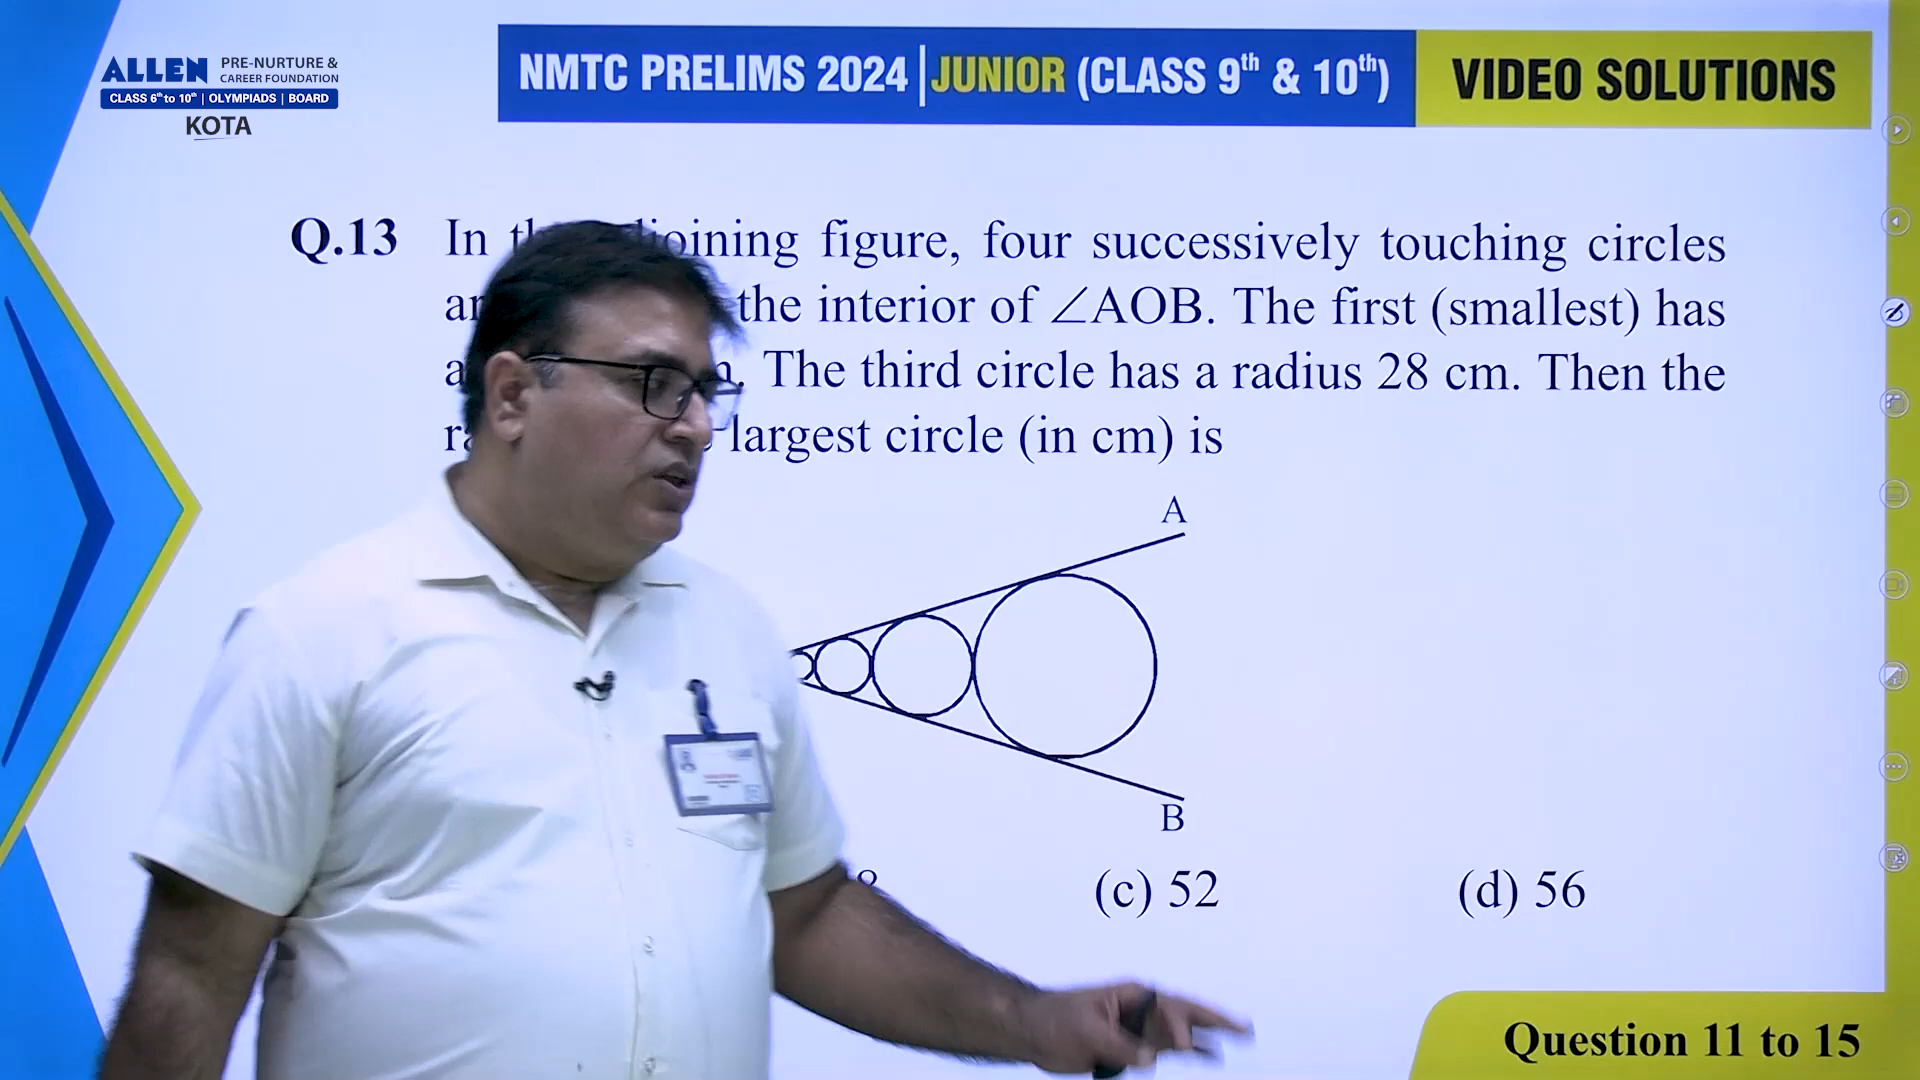 ALLEN PRE-NURTURE &
CAREER FOUNDATION
CLASS 6th to 10th | OLYMPIADS | BOARD
KOTA
NMTC PRELIMS 2024 | JUNIOR (CLASS 9th & 10th) VIDEO SOLUTIONS
Q.13 In joining figure, four successively touching circles
the interior of ∠AOB. The first (smallest) has
a The third circle has a radius 28 cm. Then the
largest circle (in cm) is
A
B
(c) 52 (d) 56
Question 11 to 15